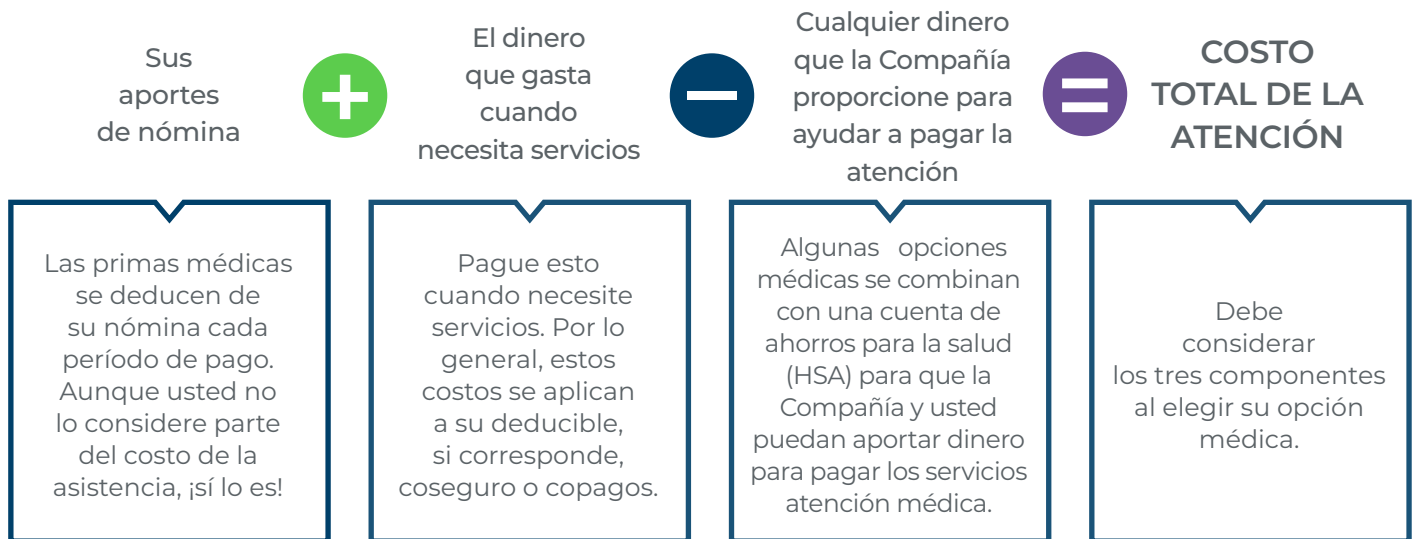 Sus
aportes
de nómina
+
El dinero
que gasta
cuando
necesita servicios
−
Cualquier dinero
que la Compañía
proporcione para
ayudar a pagar la
atención
=
COSTO
TOTAL DE LA
ATENCIÓN
Las primas médicas
se deducen de
su nómina cada
período de pago.
Aunque usted no
lo considere parte
del costo de la
asistencia, ¡sí lo es!
Pague esto
cuando necesite
servicios. Por lo
general, estos
costos se aplican
a su deducible,
si corresponde,
coseguro o copagos.
Algunas opciones
médicas se combinan
con una cuenta de
ahorros para la salud
(HSA) para que la
Compañía y usted
puedan aportar dinero
para pagar los servicios
atención médica.
Debe
considerar
los tres componentes
al elegir su opción
médica.